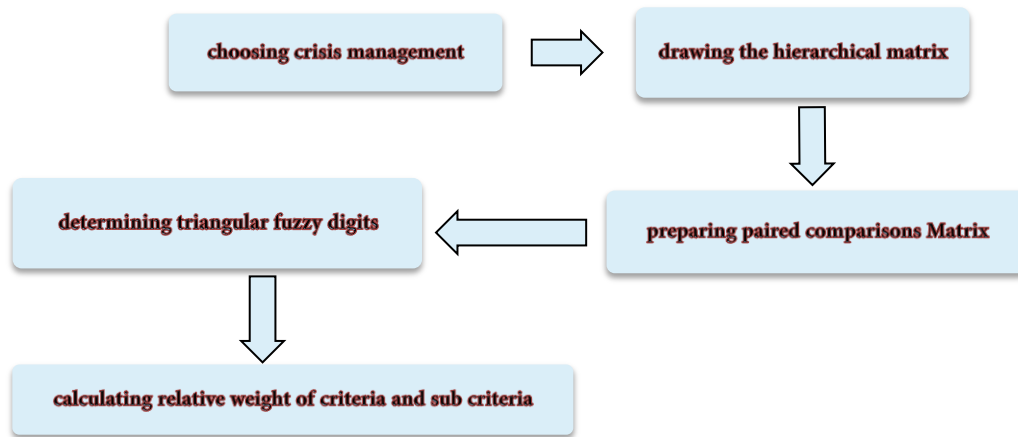 choosing crisis management
drawing the hierarchical matrix
preparing paired comparisons Matrix
determining triangular fuzzy digits
calculating relative weight of criteria and sub criteria